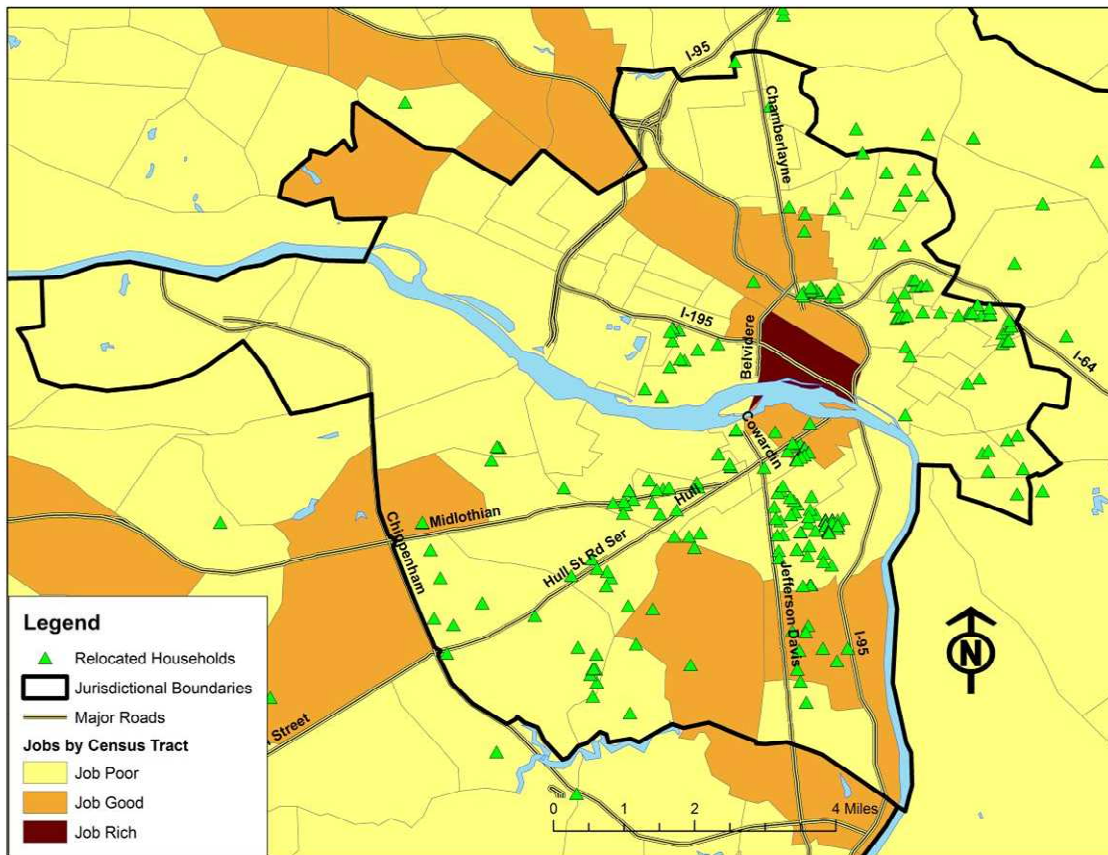 I-95
Chamberlayne
I-195
Belvidere
I-64
Cowardin
Hull
Midlothian
Chippenham
Hull St Rd Ser
Jefferson Davis
I-95
N
Street
Legend
Relocated Households
Jurisdictional Boundaries
Major Roads
Jobs by Census Tract
Job Poor
Job Good
Job Rich
0 1 2 4 Miles